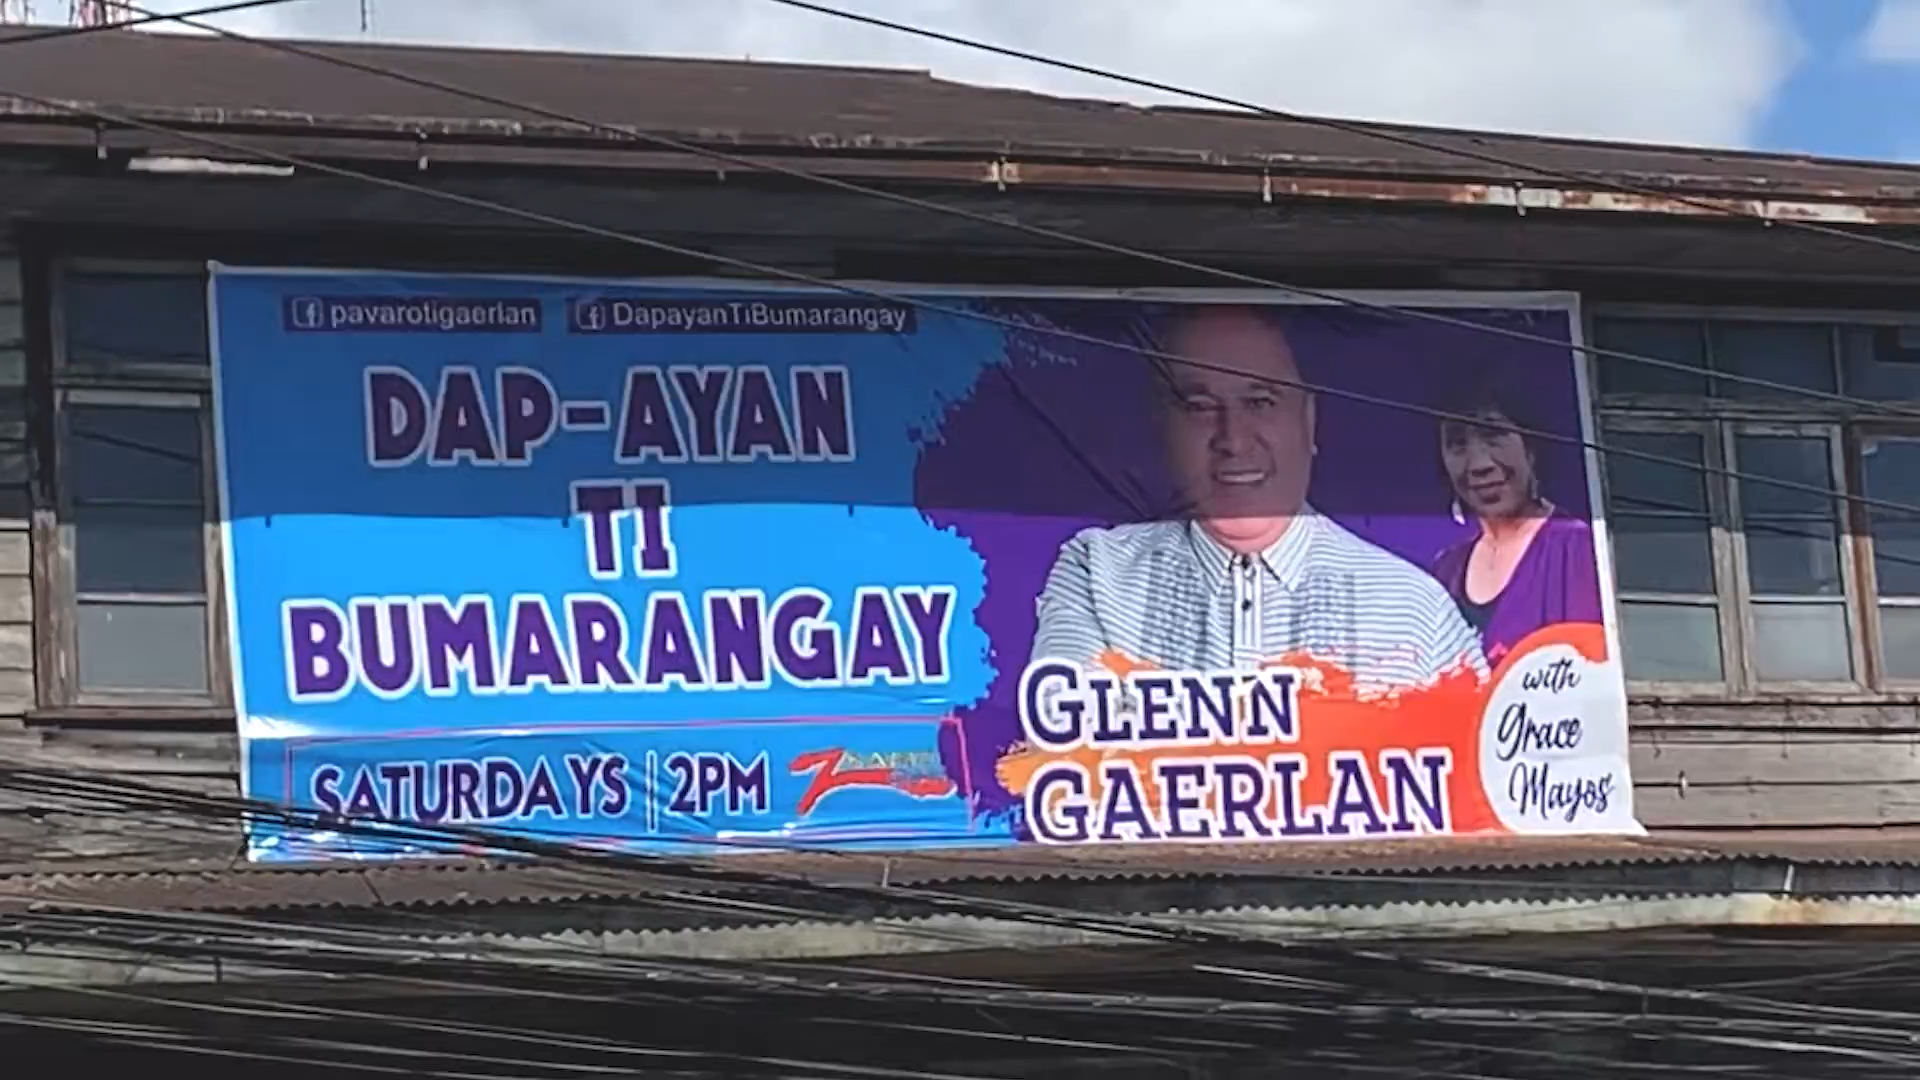 pavarotigaerlan
DapayanTiBumarangay
DAP-AYAN
TI
BUMARANGAY
SATURDAYS | 2PM
GLENN
GAERLAN
with
Grace
Mayos